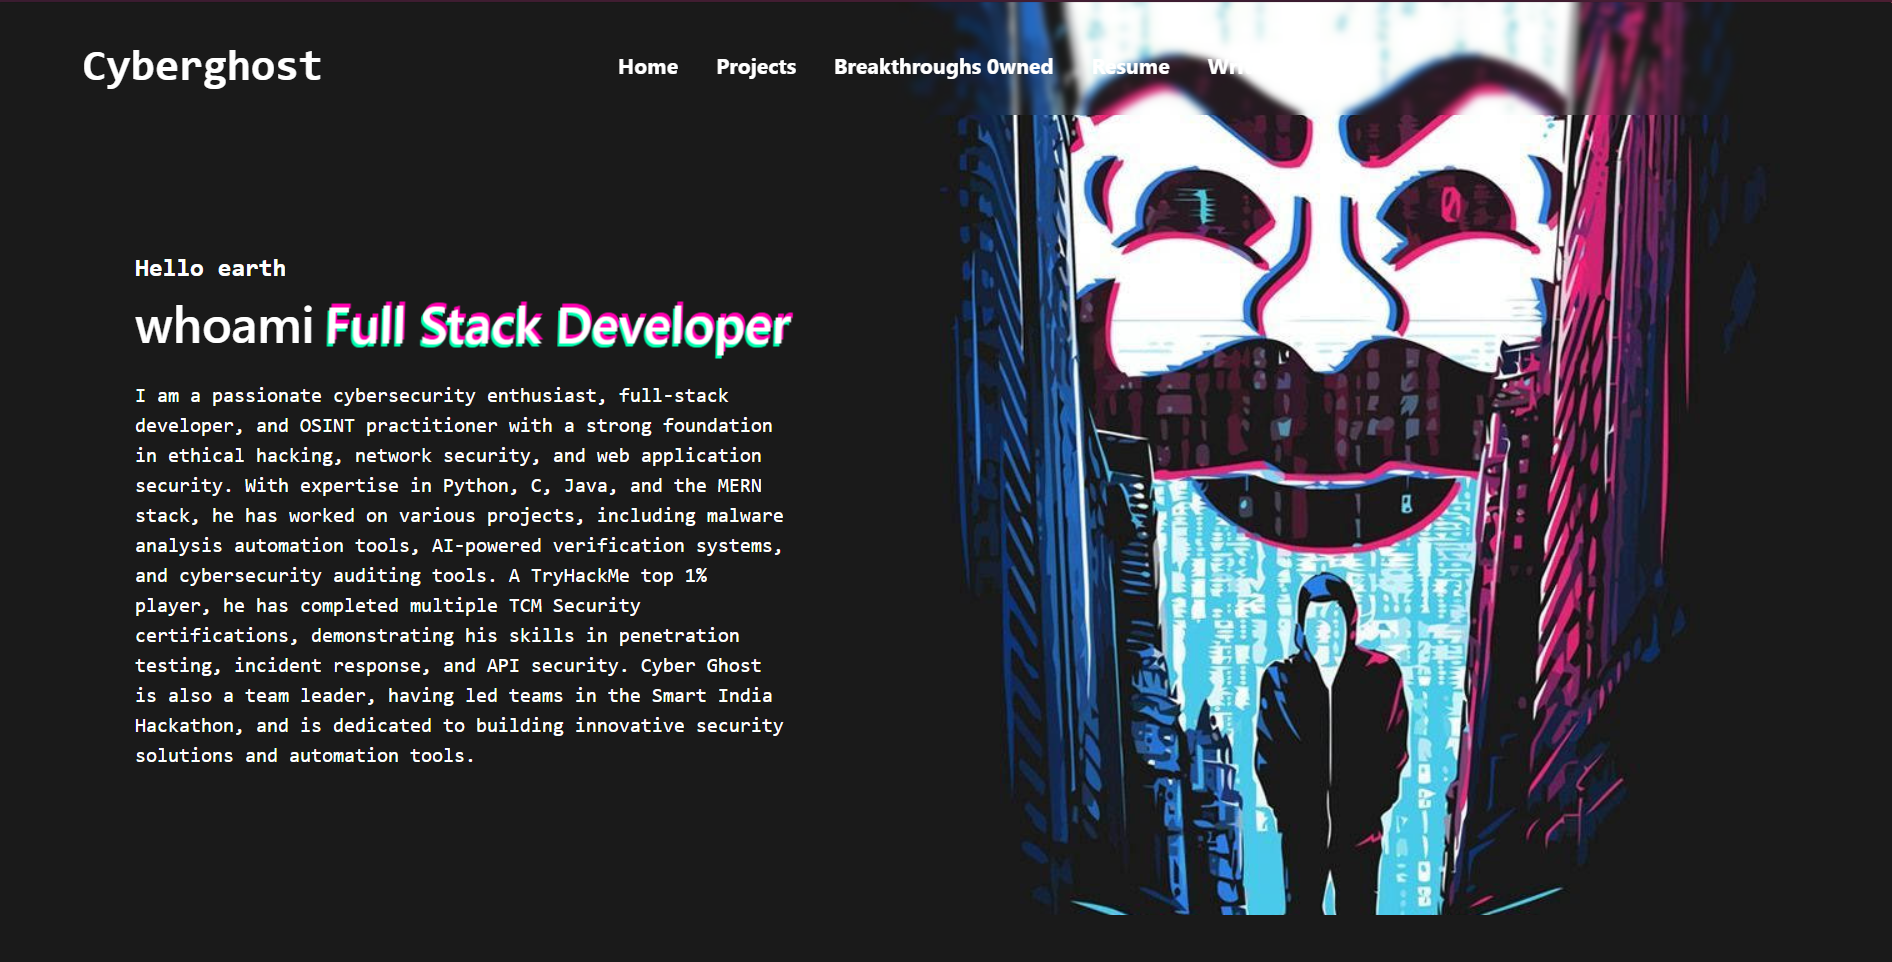 Cyberghost
Home Projects Breakthroughs 0wned Resume
Hello earth
whoami Full Stack Developer
I am a passionate cybersecurity enthusiast, full-stack
developer, and OSINT practitioner with a strong foundation
in ethical hacking, network security, and web application
security. With expertise in Python, C, Java, and the MERN
stack, he has worked on various projects, including malware
analysis automation tools, AI-powered verification systems,
and cybersecurity auditing tools. A TryHackMe top 1%
player, he has completed multiple TCM Security
certifications, demonstrating his skills in penetration
testing, incident response, and API security. Cyber Ghost
is also a team leader, having led teams in the Smart India
Hackathon, and is dedicated to building innovative security
solutions and automation tools.
1 0